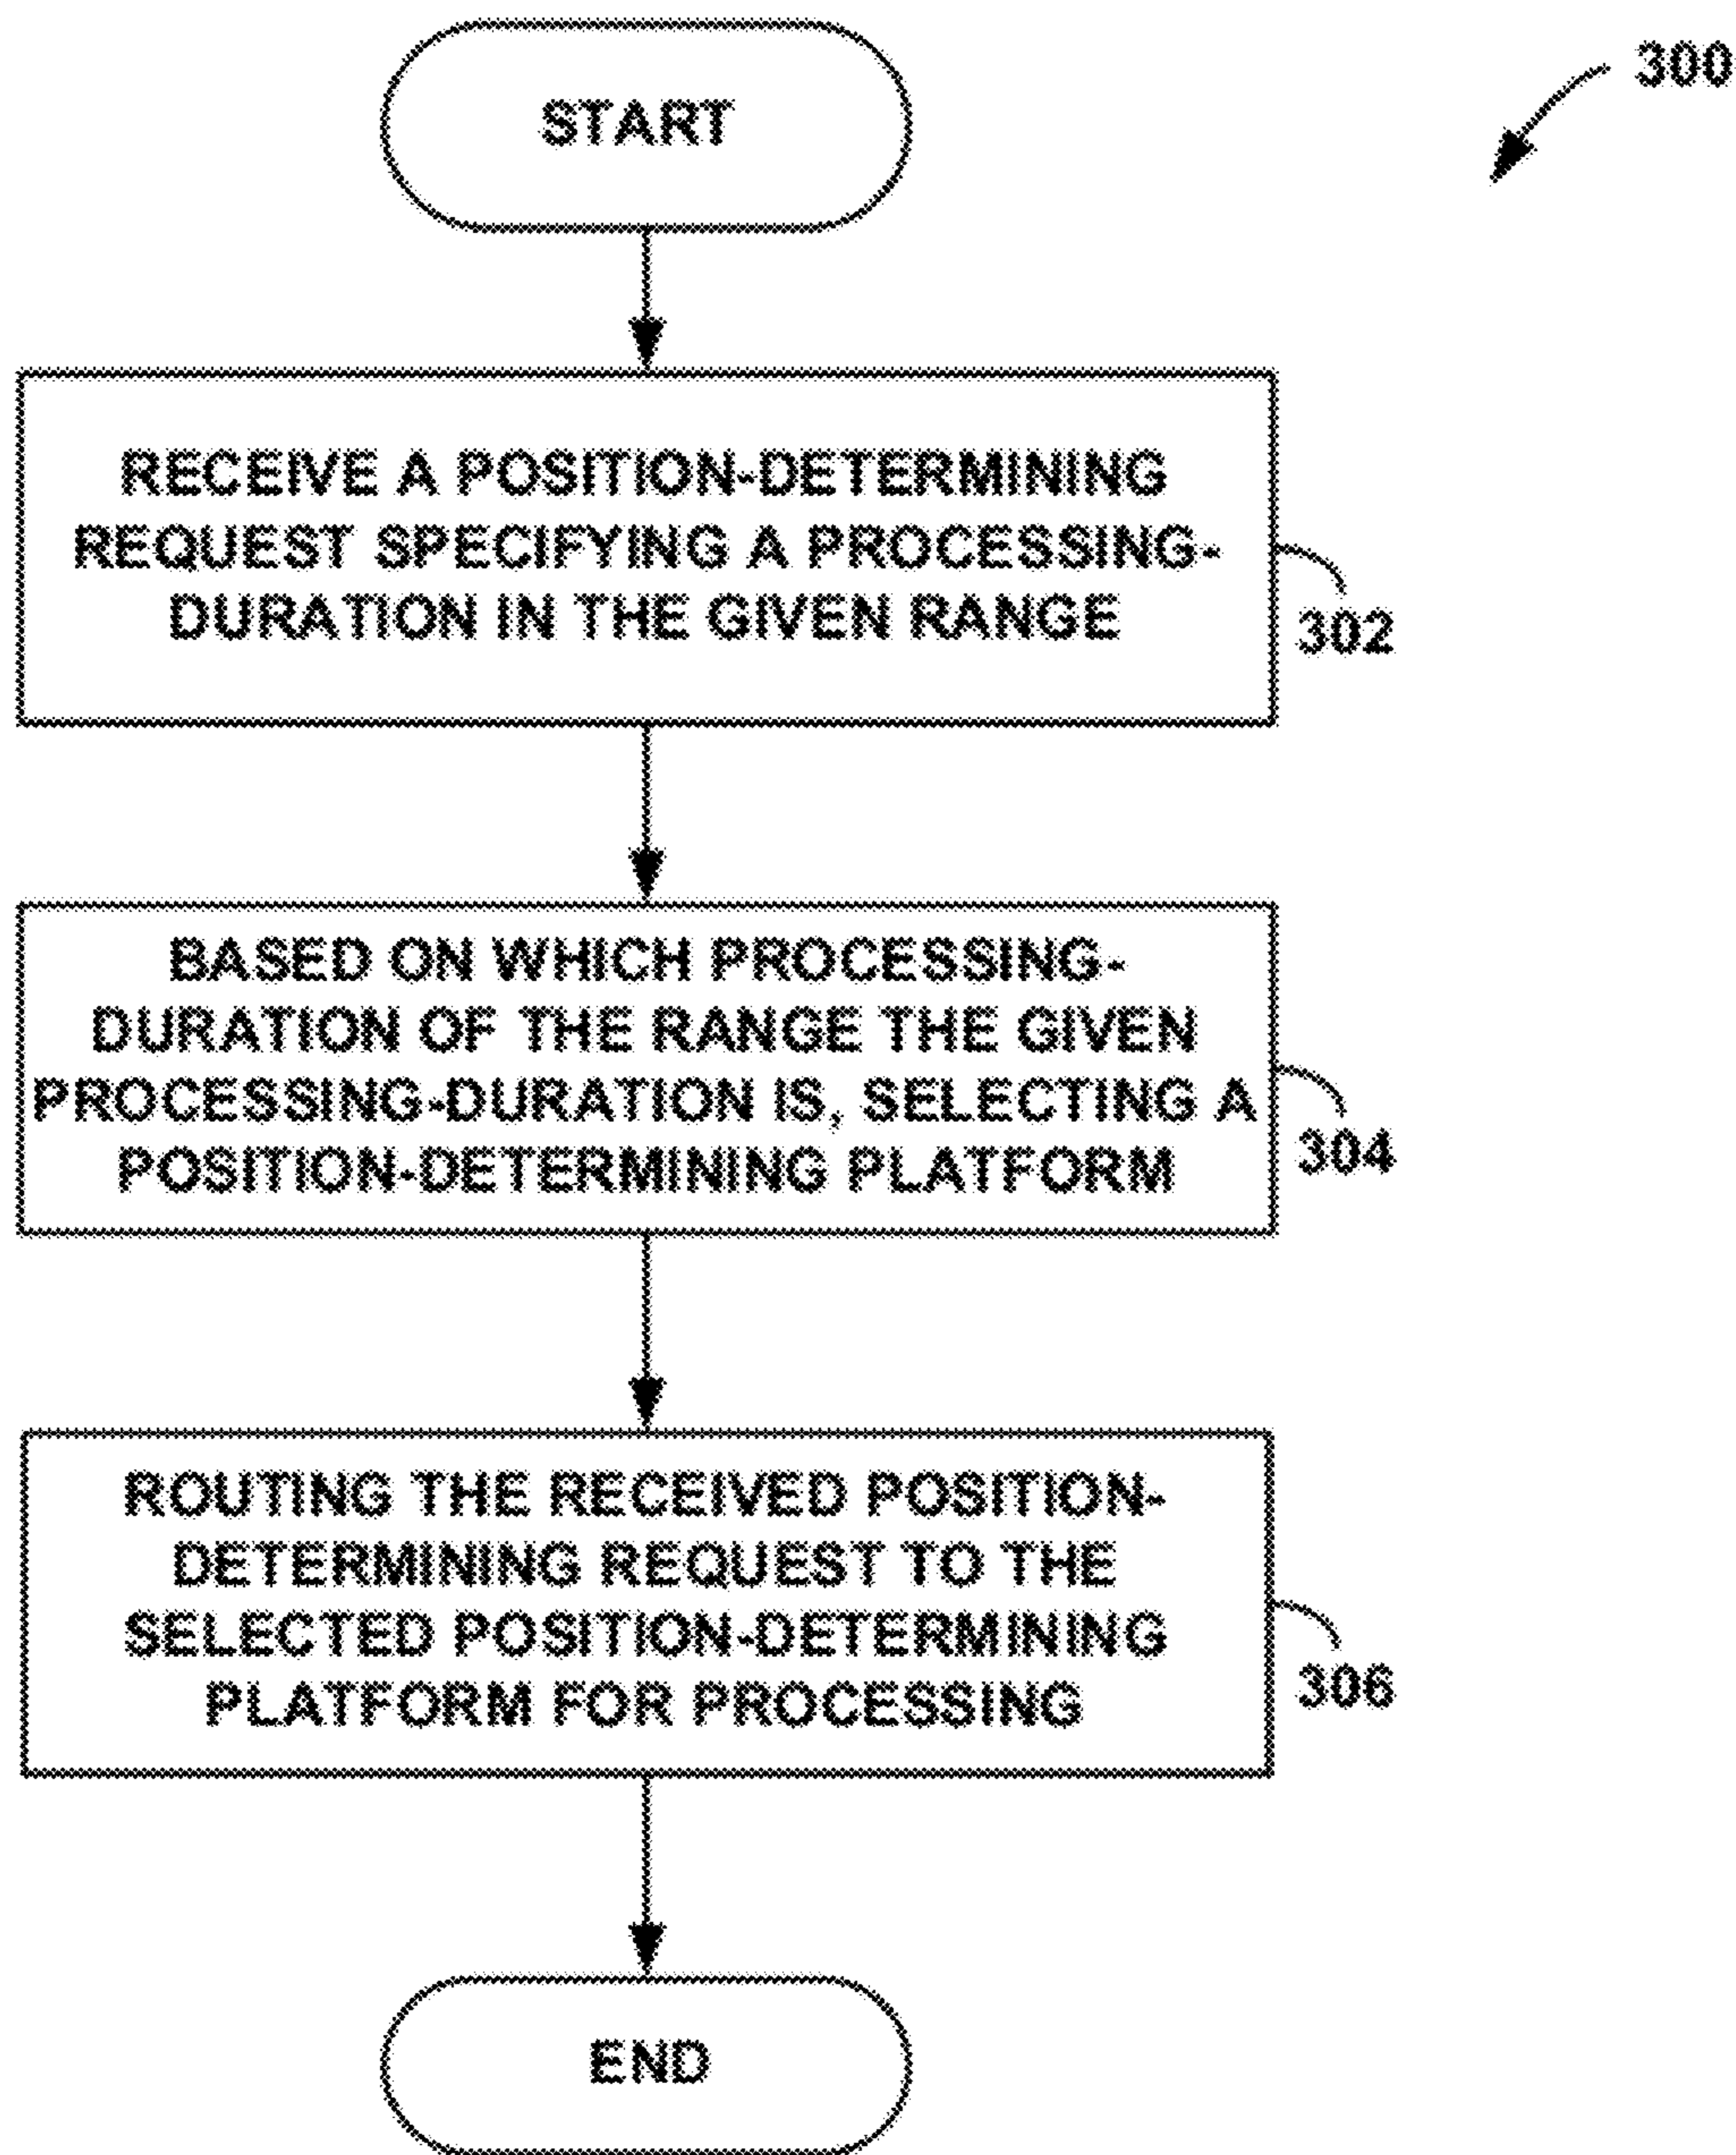 START
300
RECEIVE A POSITION-DETERMINING
REQUEST SPECIFYING A PROCESSING-
DURATION IN THE GIVEN RANGE
302
BASED ON WHICH PROCESSING-
DURATION OF THE RANGE THE GIVEN
PROCESSING-DURATION IS, SELECTING A
POSITION-DETERMINING PLATFORM
304
ROUTING THE RECEIVED POSITION-
DETERMINING REQUEST TO THE
SELECTED POSITION-DETERMINING
PLATFORM FOR PROCESSING
306
END